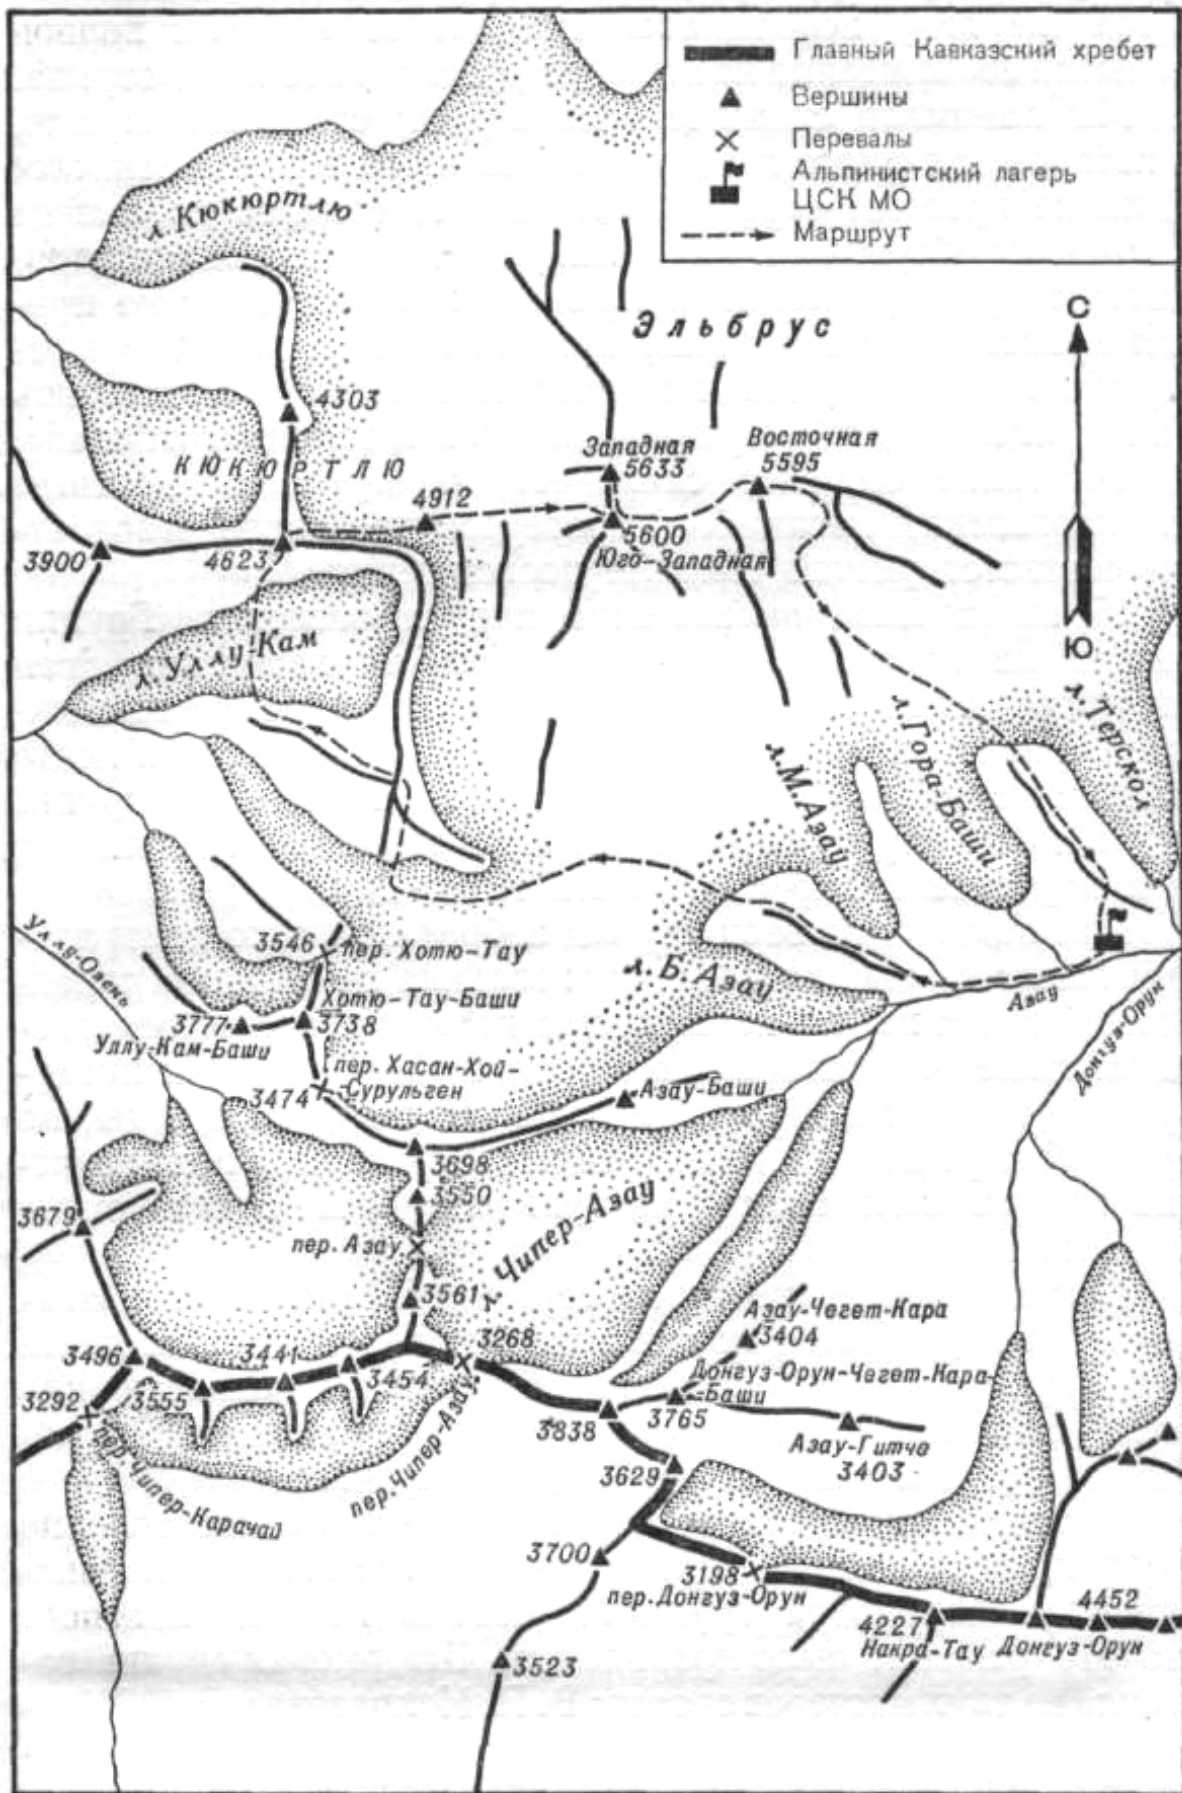 Главный Кавказский хребет
Вершины
Перевалы
Альпинистский лагерь
ЦСК МО
Маршрут
л. Кюкюртлю
Эльбрус
С
4303
КЮКЮРТЛЮ
Западная
5633
Восточная
5595
4912
3900
4623
5600
Юго-Западная
Ю
л. Уллу-Кам
л. Терскол
л. Гора-Баши
л. М. Азау
Уллу-Озень
3546
пер. Хотю-Тау
л. Б. Азау
Азау
Донгуз-Орун
Хотю-Тау-Баши
3777
3738
Уллу-Кам-Баши
пер. Хасан-Хой-
Сурульген
3474
Азау-Баши
3698
3550
3679
пер. Азау
л. Чипер-Азау
3561
Азау-Чегет-Кара
3404
3268
3496
3441
3454
3555
Донгуз-Орун-Чегет-Кара-
Баши
3765
3292
3838
Азау-Гитче
3403
пер. Чипер-Азау
пер. Чипер-Карачай
3629
3700
3198
пер. Донгуз-Орун
4452
4227
Накра-Тау
Донгуз-Орун
3523